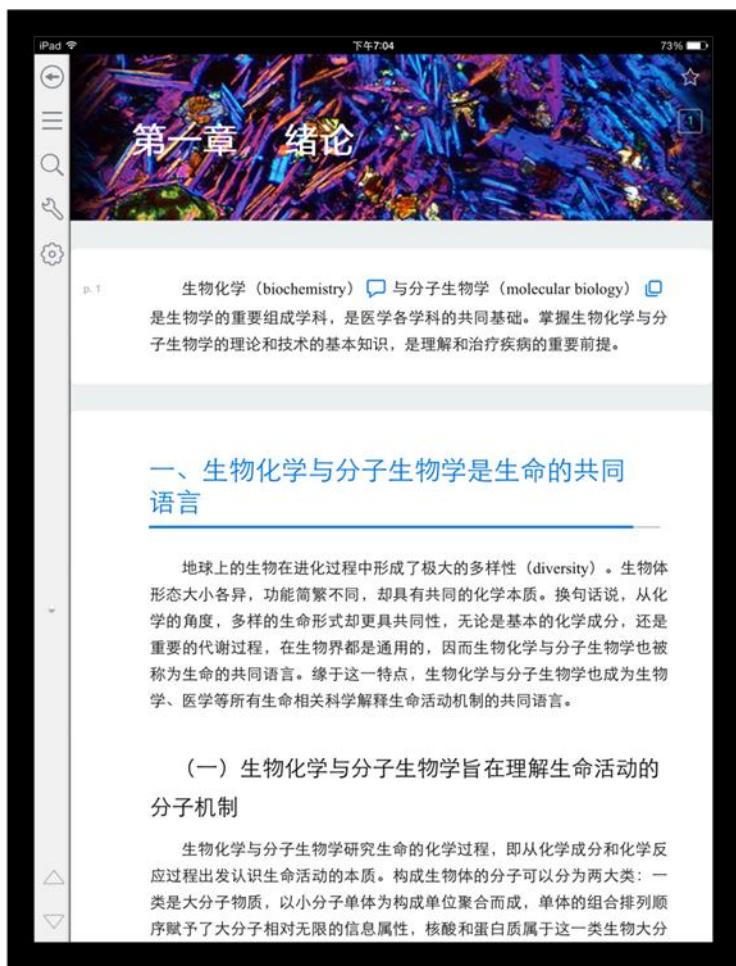 iPad 下午7:04 73%
第一章 绪论
1
p. 1
生物化学（biochemistry）与分子生物学（molecular biology）
是生物学的重要组成学科，是医学各学科的共同基础。掌握生物化学与分
子生物学的理论和技术的基本知识，是理解和治疗疾病的重要前提。
一、生物化学与分子生物学是生命的共同
语言
地球上的生物在进化过程中形成了极大的多样性（diversity）。生物体
形态大小各异，功能简繁不同，却具有共同的化学本质。换句话说，从化
学的角度，多样的生命形式却更具共同性，无论是基本的化学成分，还是
重要的代谢过程，在生物界都是通用的，因而生物化学与分子生物学也被
称为生命的共同语言。缘于这一特点，生物化学与分子生物学也成为生物
学、医学等所有生命相关科学解释生命活动机制的共同语言。
（一）生物化学与分子生物学旨在理解生命活动的
分子机制
生物化学与分子生物学研究生命的化学过程，即从化学成分和化学反
应过程出发认识生命活动的本质。构成生物体的分子可以分为两大类：一
类是大分子物质，以小分子单体为构成单位聚合而成，单体的组合排列顺
序赋予了大分子相对无限的信息属性，核酸和蛋白质属于这一类生物大分